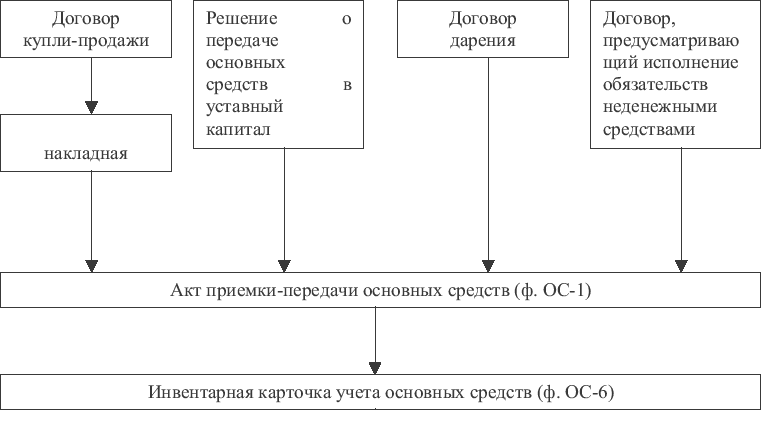 Договор
купли-продажи
накладная
Решение о
передаче
основных
средств в
уставный
капитал
Договор
дарения
Договор,
предусматриваю
щий исполнение
обязательств
неденежными
средствами
Акт приемки-передачи основных средств (ф. ОС-1)
Инвентарная карточка учета основных средств (ф. ОС-6)